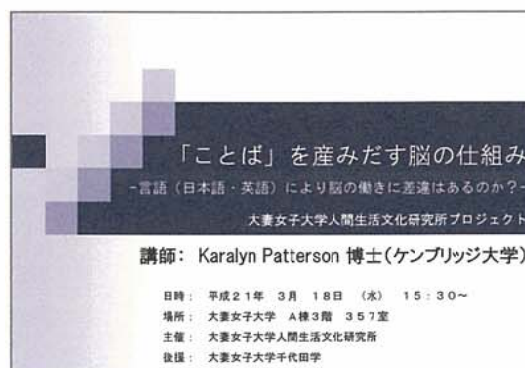 「ことば」を産みだす脳の仕組み
-言語（日本語・英語）により脳の働きに差違はあるのか？-
大妻女子大学人間生活文化研究所プロジェクト
講師： Karalyn Patterson 博士（ケンブリッジ大学）
日時： 平成２１年 ３月 １８日 （水） １５：３０～
場所： 大妻女子大学 Ａ棟３階 ３５７室
主催： 大妻女子大学人間生活文化研究所
後援： 大妻女子大学千代田学